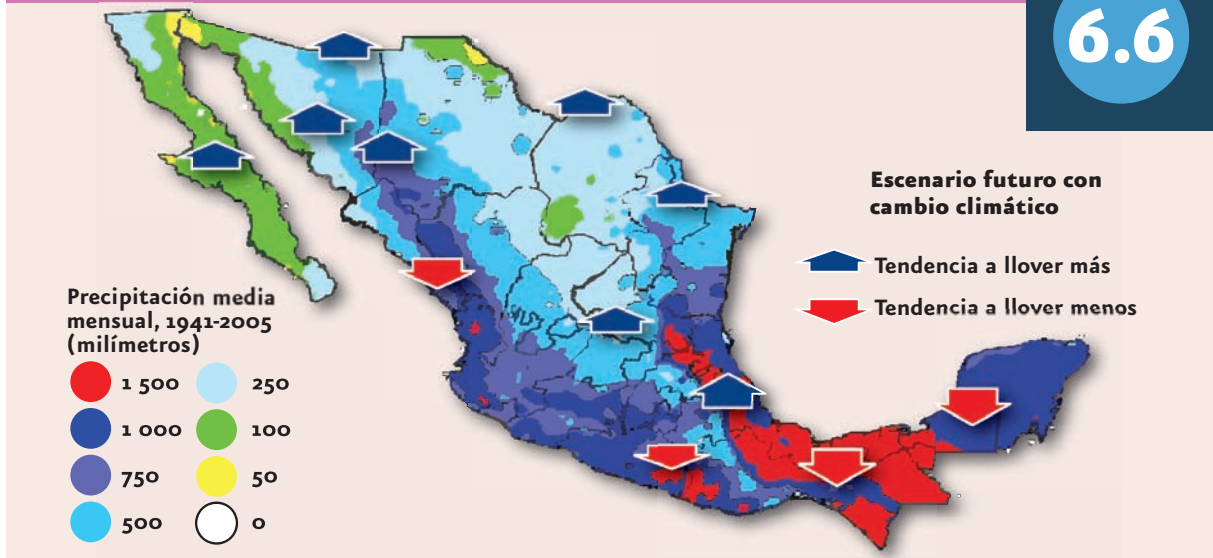 6.6
Escenario futuro con
cambio climático
Tendencia a llover más
Tendencia a llover menos
Precipitación media
mensual, 1941-2005
(milímetros)
1 500
250
1 000
100
750
50
500
0